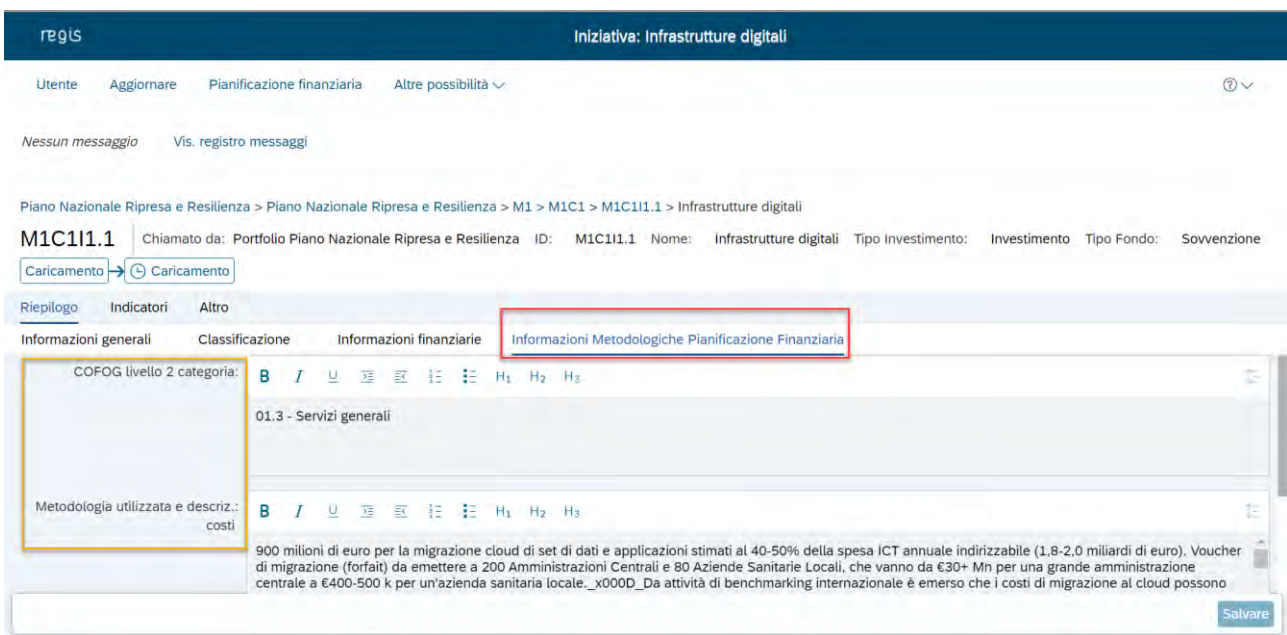 regis Iniziativa: Infrastrutture digitali
Utente Aggiornare Pianificazione finanziaria Altre possibilità
Nessun messaggio Vis. registro messaggi
Piano Nazionale Ripresa e Resilienza > Piano Nazionale Ripresa e Resilienza > M1 > M1C1 > M1C1I1.1 > Infrastrutture digitali
M1C1I1.1 Chiamato da: Portfolio Piano Nazionale Ripresa e Resilienza ID: M1C1I1.1 Nome: Infrastrutture digitali Tipo Investimento: Investimento Tipo Fondo: Sovvenzione
Caricamento → Caricamento
Riepilogo Indicatori Altro
Informazioni generali Classificazione Informazioni finanziarie Informazioni Metodologiche Pianificazione Finanziaria
COFOG livello 2 categoria: B I U H1 H2 H3
01.3 - Servizi generali
Metodologia utilizzata e descriz.: B I U H1 H2 H3
costi
900 milioni di euro per la migrazione cloud di set di dati e applicazioni stimati al 40-50% della spesa ICT annuale indirizzabile (1,8-2,0 miliardi di euro). Voucher
di migrazione (forfait) da emettere a 200 Amministrazioni Centrali e 80 Aziende Sanitarie Locali, che vanno da €30+ Mn per una grande amministrazione
centrale a €400-500 k per un'azienda sanitaria locale._x000D_Da attività di benchmarking internazionale è emerso che i costi di migrazione al cloud possono
Salvare